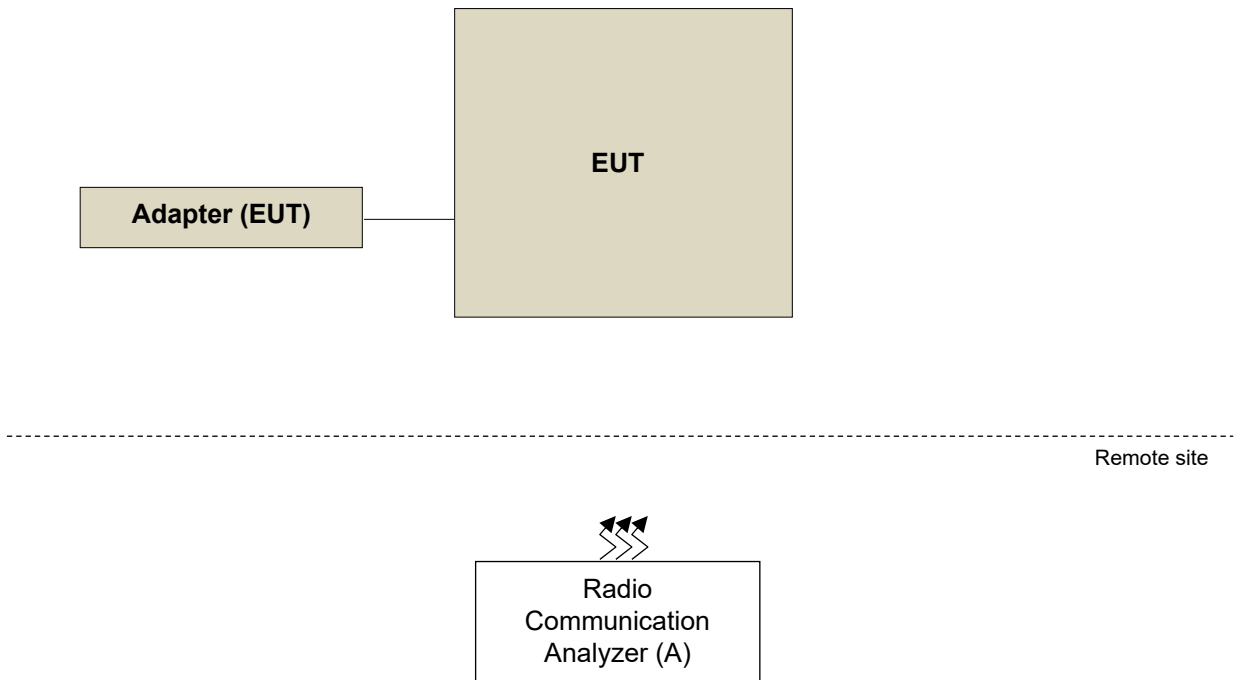 EUT
Adapter (EUT)
Remote site
Radio
Communication
Analyzer (A)